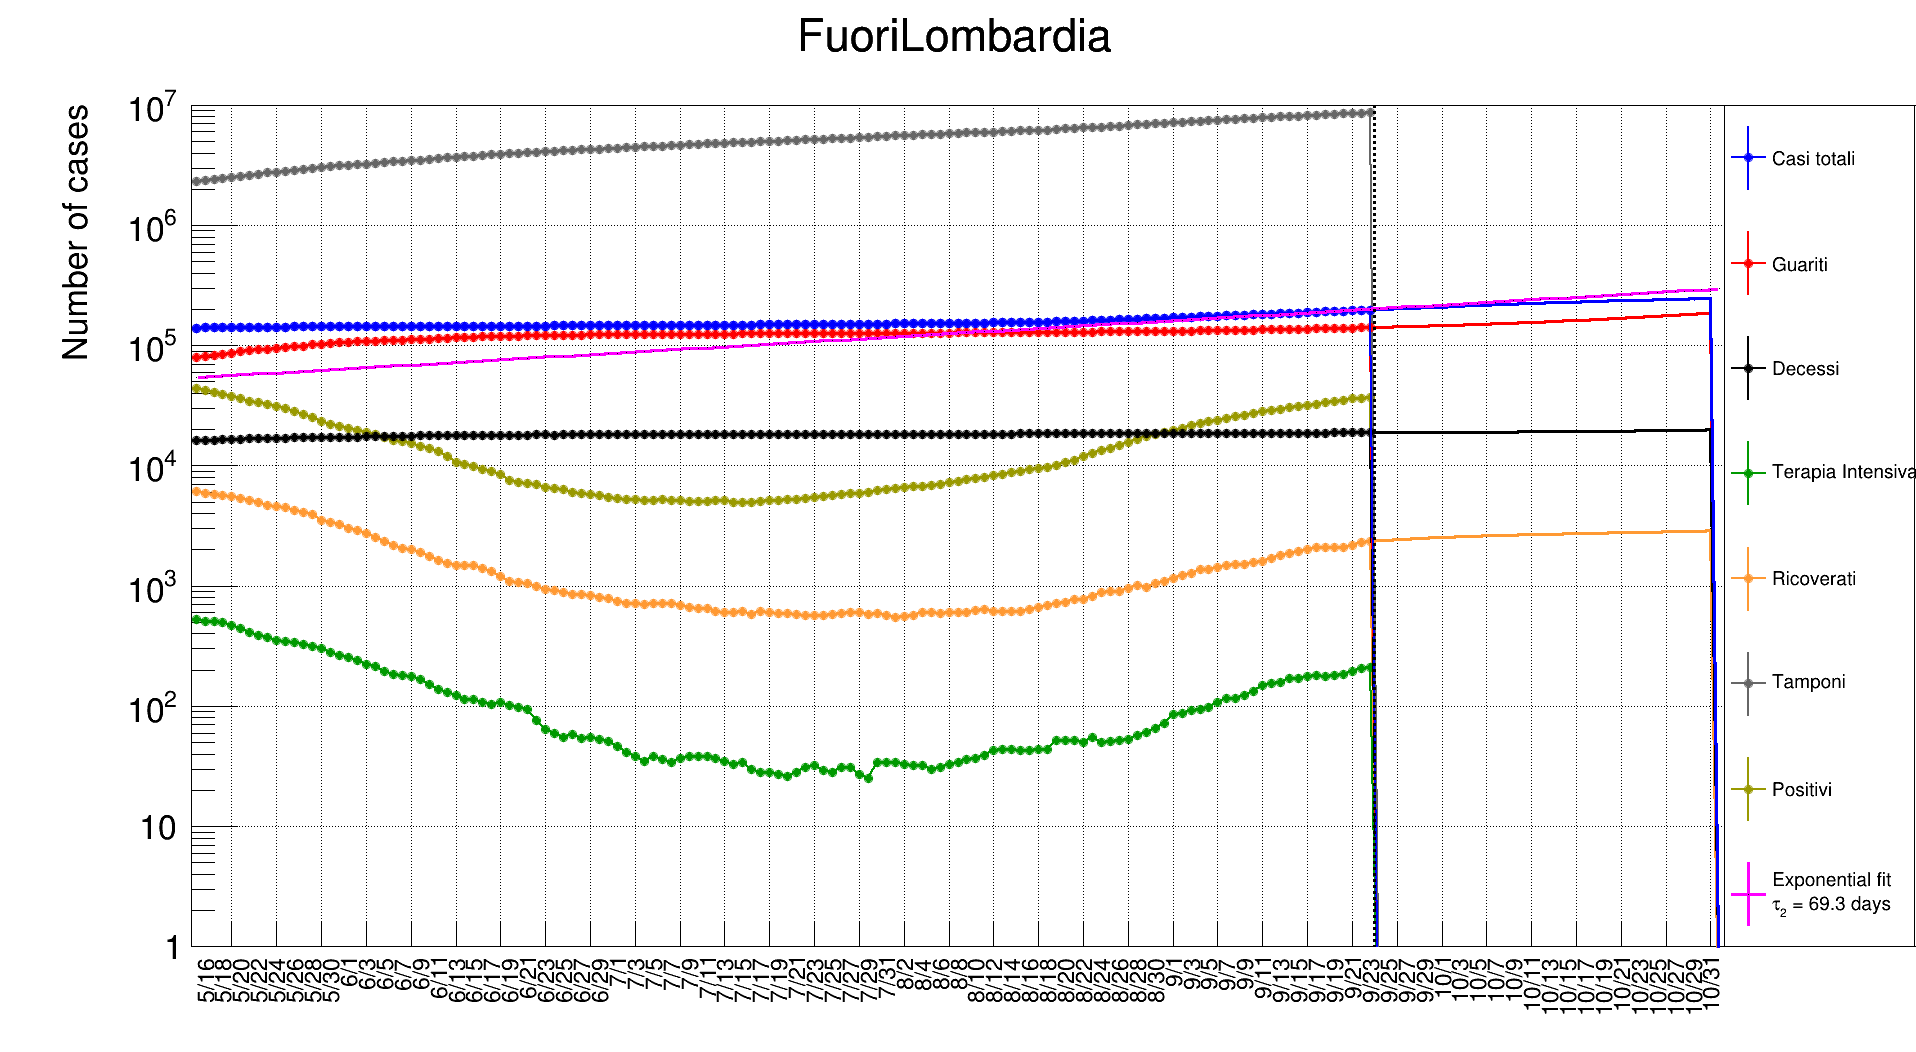 FuoriLombardia
Number of cases
10^7
10^6
10^5
10^4
10^3
10^2
10
1
5/16 5/18 5/20 5/22 5/24 5/26 5/28 5/30 6/1 6/3 6/5 6/7 6/9 6/11 6/13 6/15 6/17 6/19 6/21 6/23 6/25 6/27 6/29 7/1 7/3 7/5 7/7 7/9 7/11 7/13 7/15 7/17 7/19 7/21 7/23 7/25 7/27 7/29 7/31 8/2 8/4 8/6 8/8 8/10 8/12 8/14 8/16 8/18 8/20 8/22 8/24 8/26 8/28 8/30 9/1 9/3 9/5 9/7 9/9 9/11 9/13 9/15 9/17 9/19 9/21 9/23 9/25 9/27 9/29 10/1 10/3 10/5 10/7 10/9 10/11 10/13 10/15 10/17 10/19 10/21 10/23 10/25 10/27 10/29 10/31
Casi totali
Guariti
Decessi
Terapia Intensiva
Ricoverati
Tamponi
Positivi
Exponential fit
τ₂ = 69.3 days